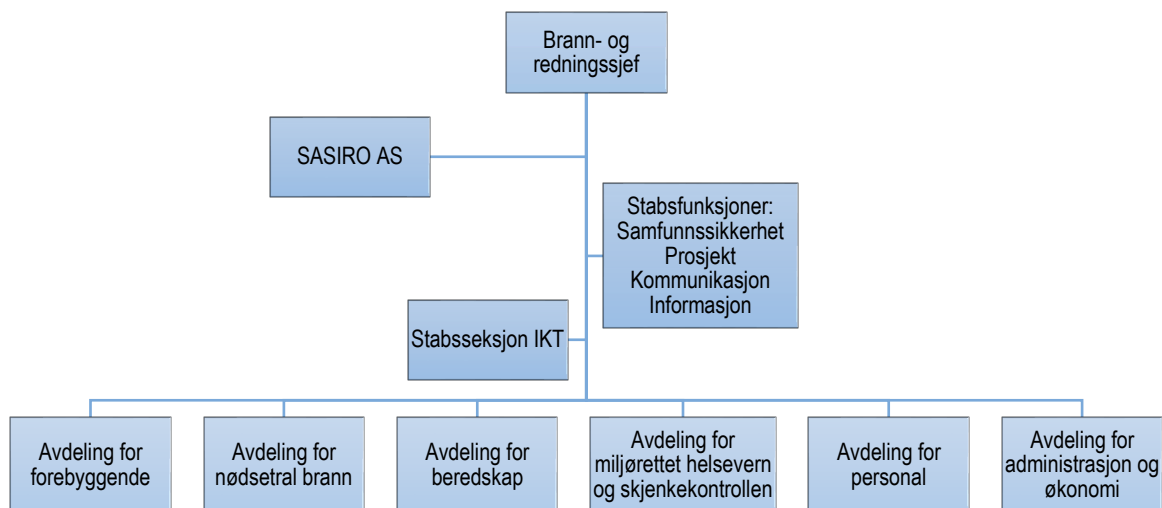 Brann- og
redningssjef
SASIRO AS
Stabsfunksjoner:
Samfunnssikkerhet
Prosjekt
Kommunikasjon
Informasjon
Stabsseksjon IKT
Avdeling for
forebyggende
Avdeling for
nødsetral brann
Avdeling for
beredskap
Avdeling for
miljørettet helsevern
og skjenkekontrollen
Avdeling for
personal
Avdeling for
administrasjon og
økonomi